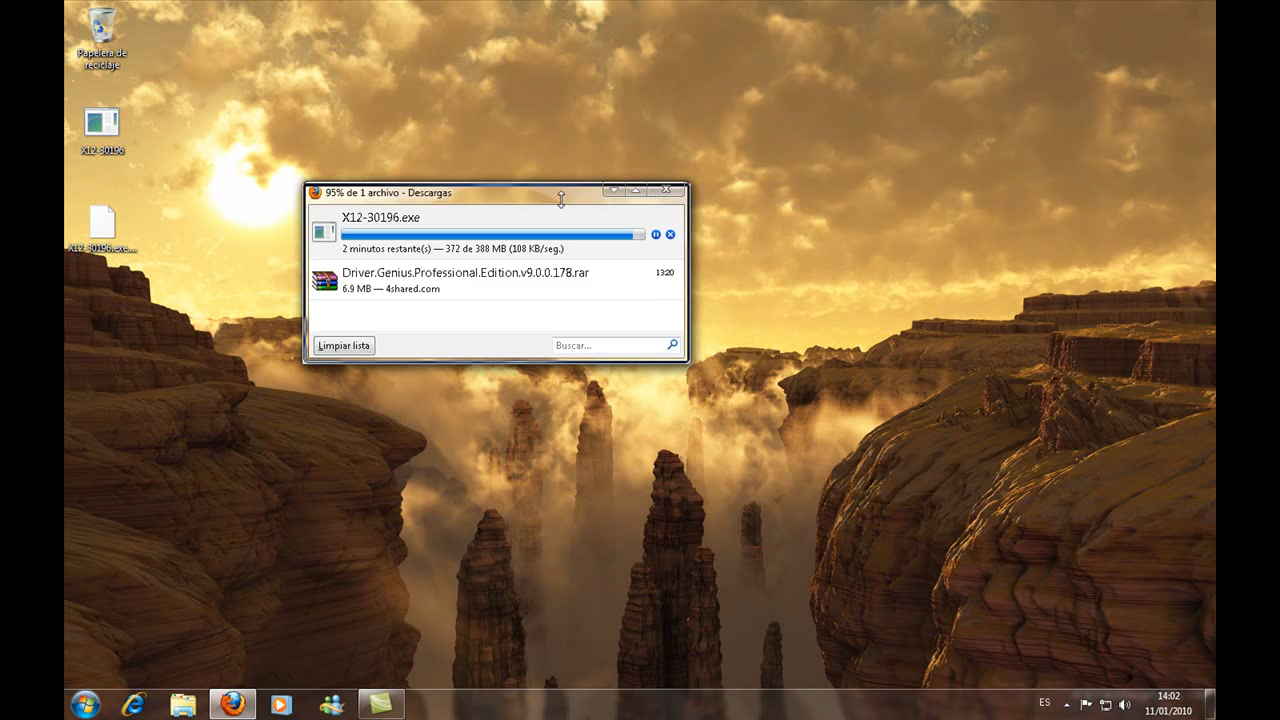 Papelera de
reciclaje
X12-30196
X12-30196.exe....
95% de 1 archivo - Descargas
X12-30196.exe
2 minutos restante(s) — 372 de 388 MB (108 KB/seg.)
Driver.Genius.Professional.Edition.v9.0.0.178.rar
13:20
6.9 MB — 4shared.com
Limpiar lista
Buscar...
ES
14:02
11/01/2010